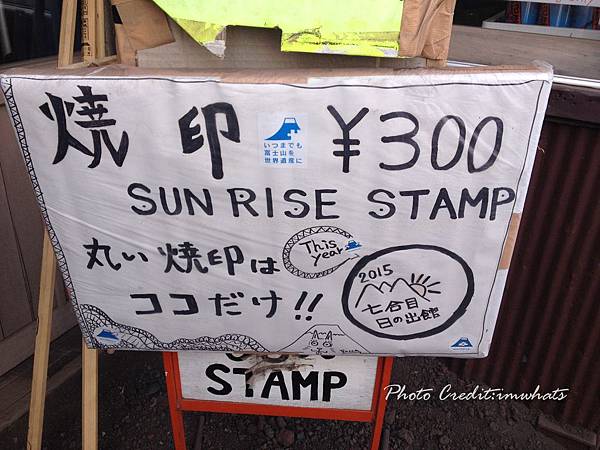 焼印
いつまでも
富士山を
世界遺産に
¥300
SUN RISE STAMP
丸い焼印は
ココだけ!!
This
year
2015
七合目
日の出館
STAMP
Photo Credit:imwhats